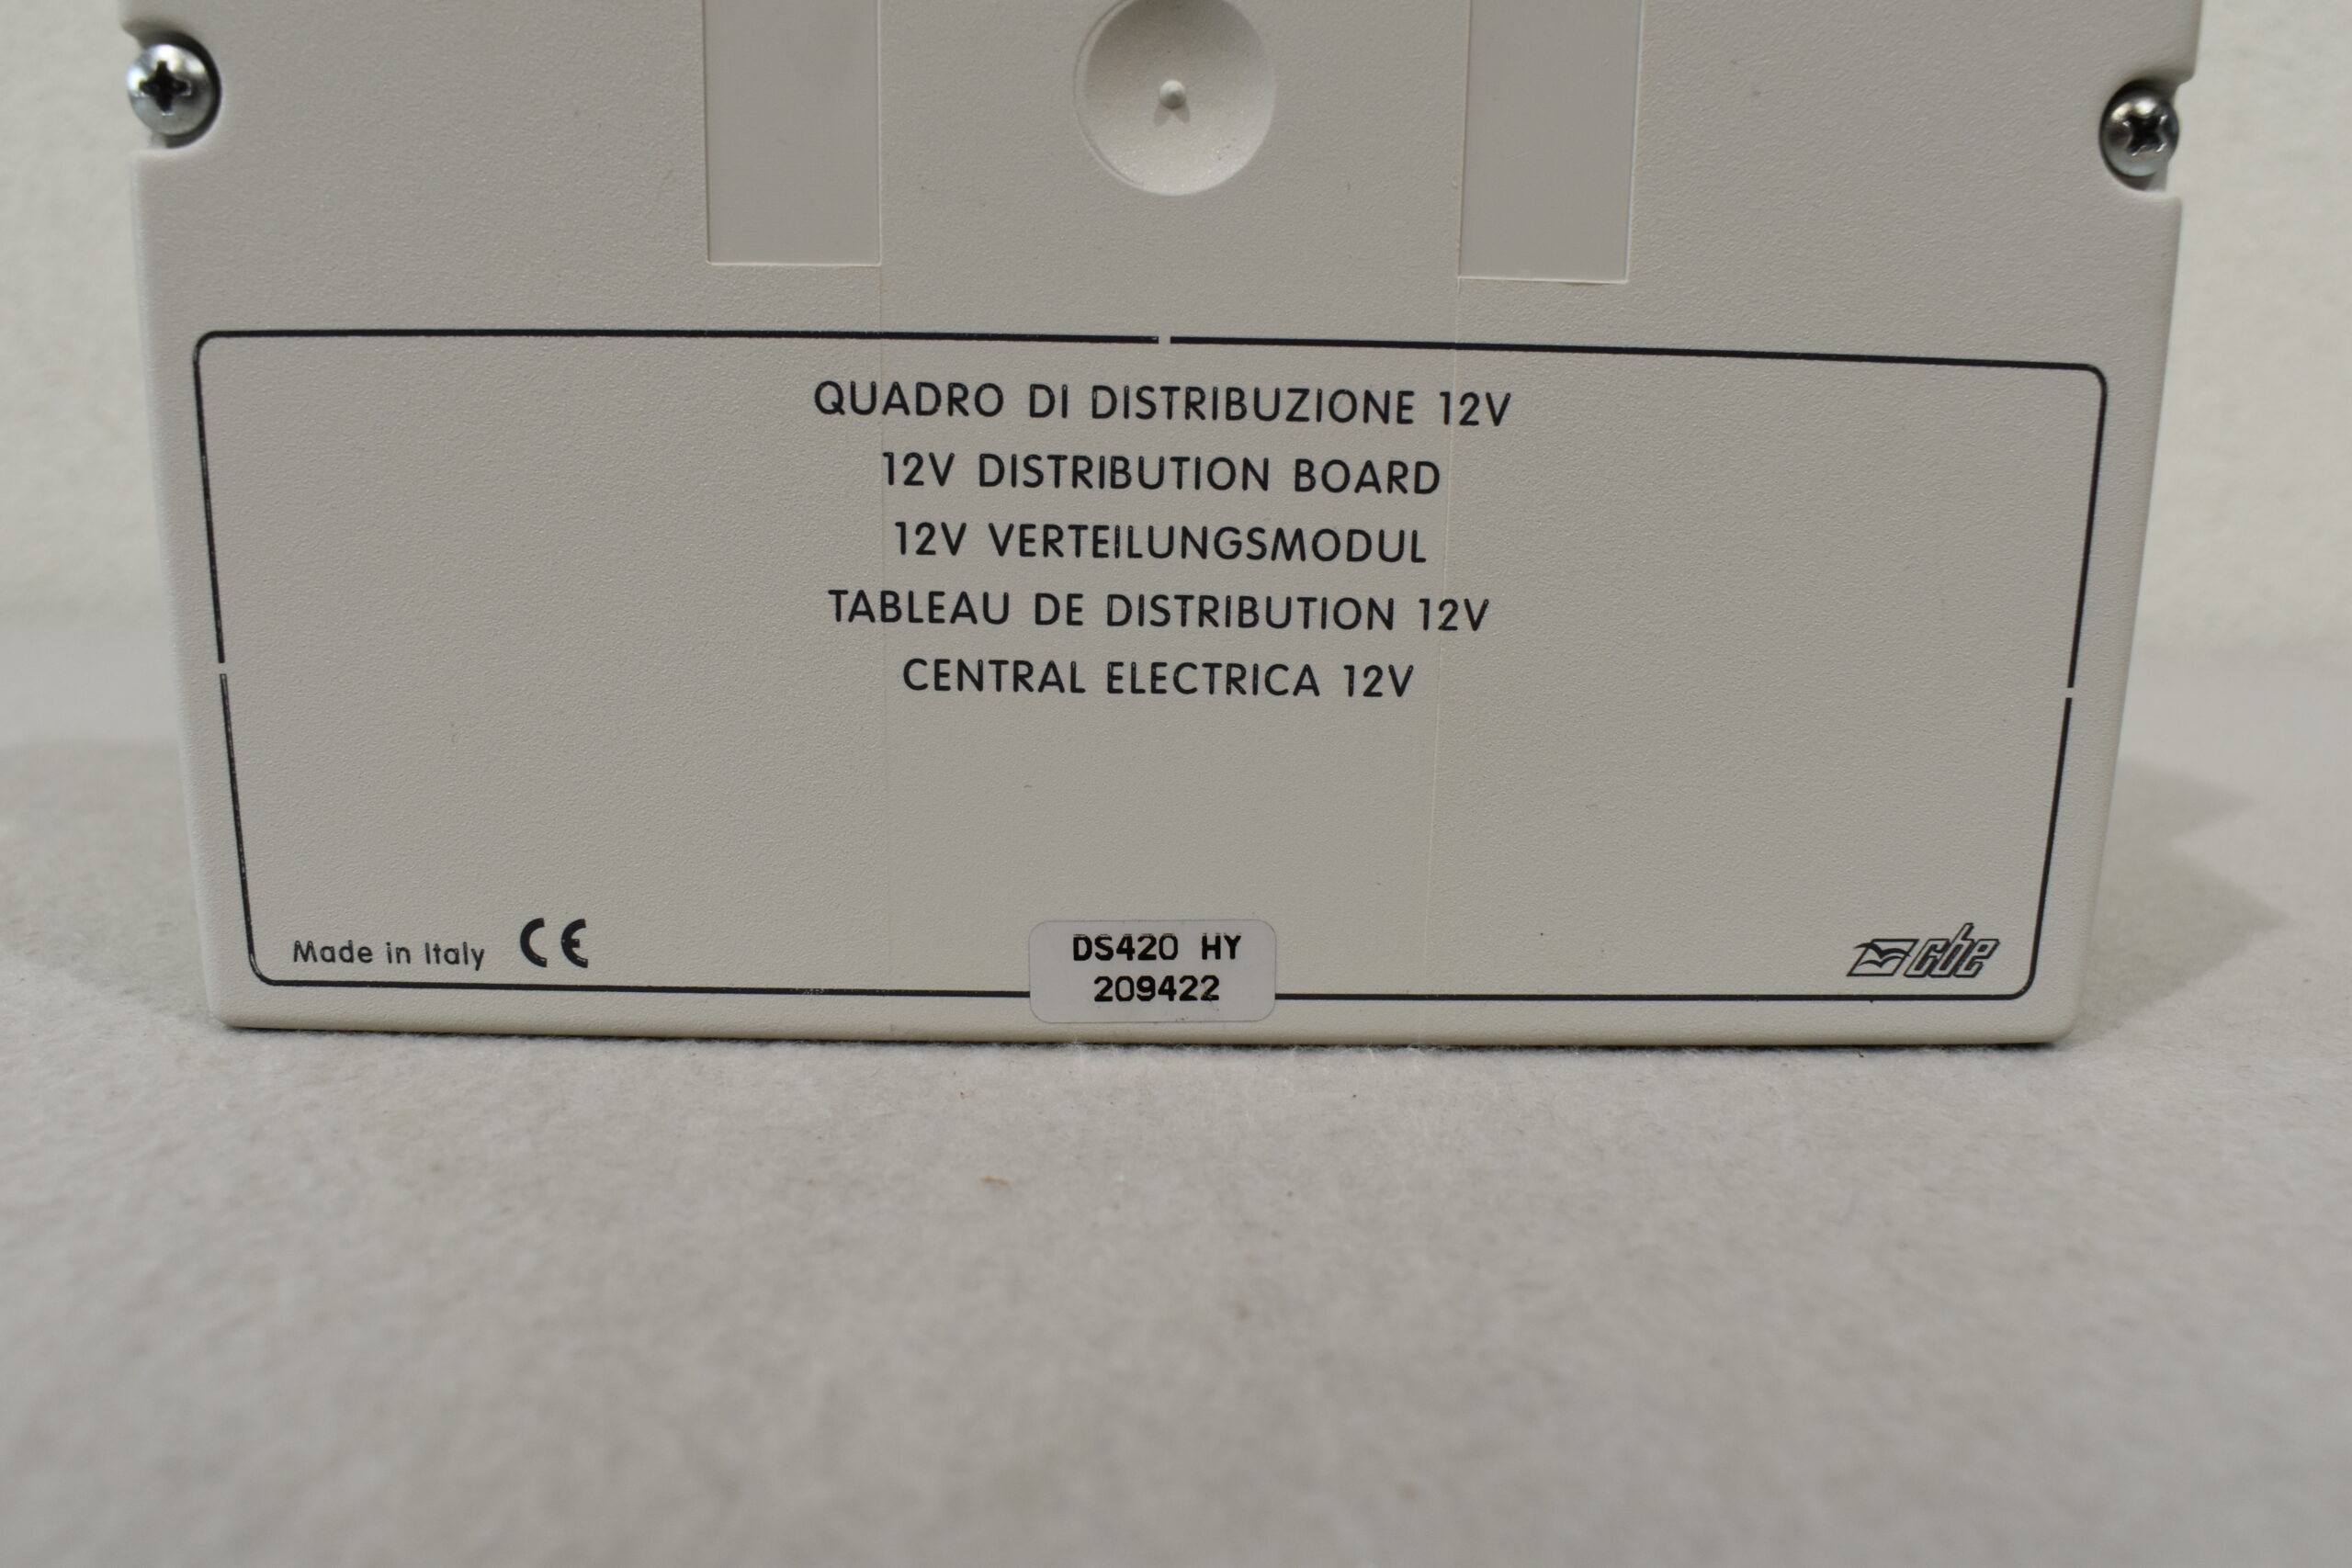 QUADRO DI DISTRIBUZIONE 12V
12V DISTRIBUTION BOARD
12V VERTEILUNGSMODUL
TABLEAU DE DISTRIBUTION 12V
CENTRAL ELECTRICA 12V
Made in Italy CE
DS420 HY
209422
cbe